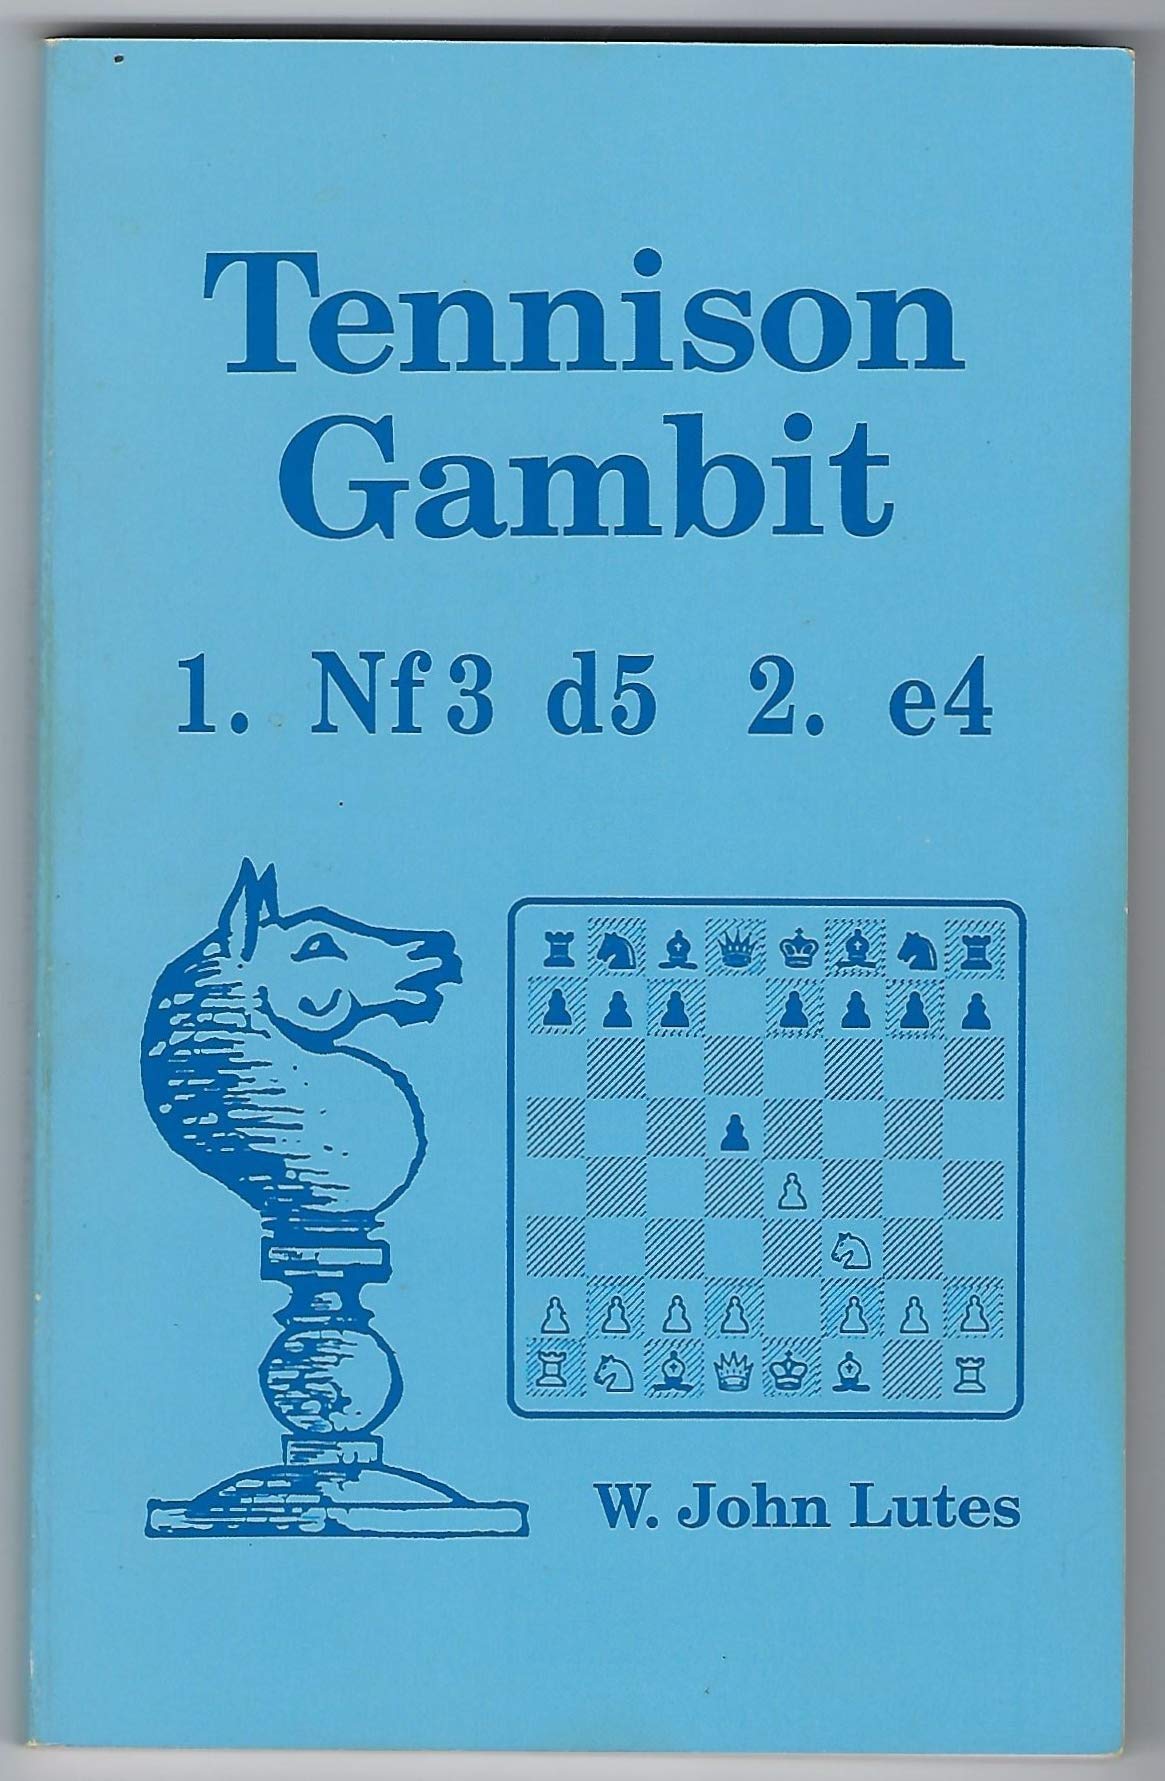 Tennison
Gambit
1. Nf3 d5 2. e4
W. John Lutes